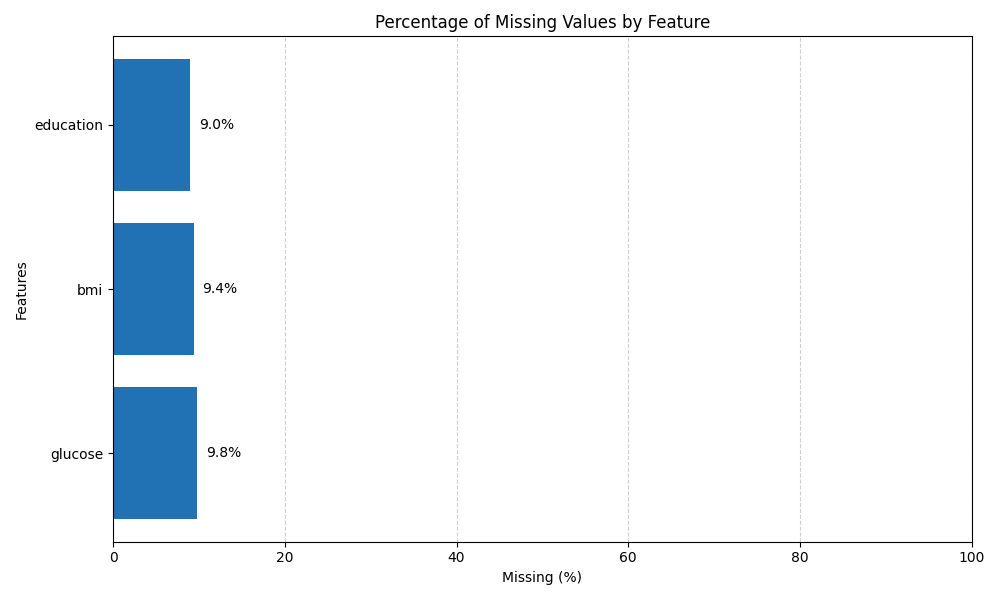 Percentage of Missing Values by Feature
education
9.0%
bmi
9.4%
glucose
9.8%
Features
0 20 40 60 80 100
Missing (%)